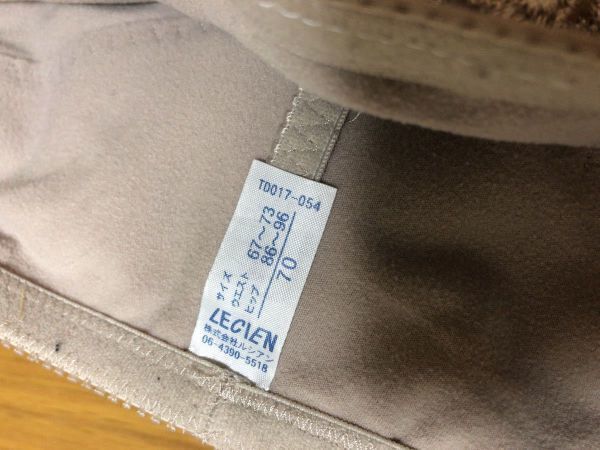 TD017-054
サイズ
ウエスト 67～73
ヒップ 86～96
70
LECIEN
株式会社ルシアン
06-4390-5518